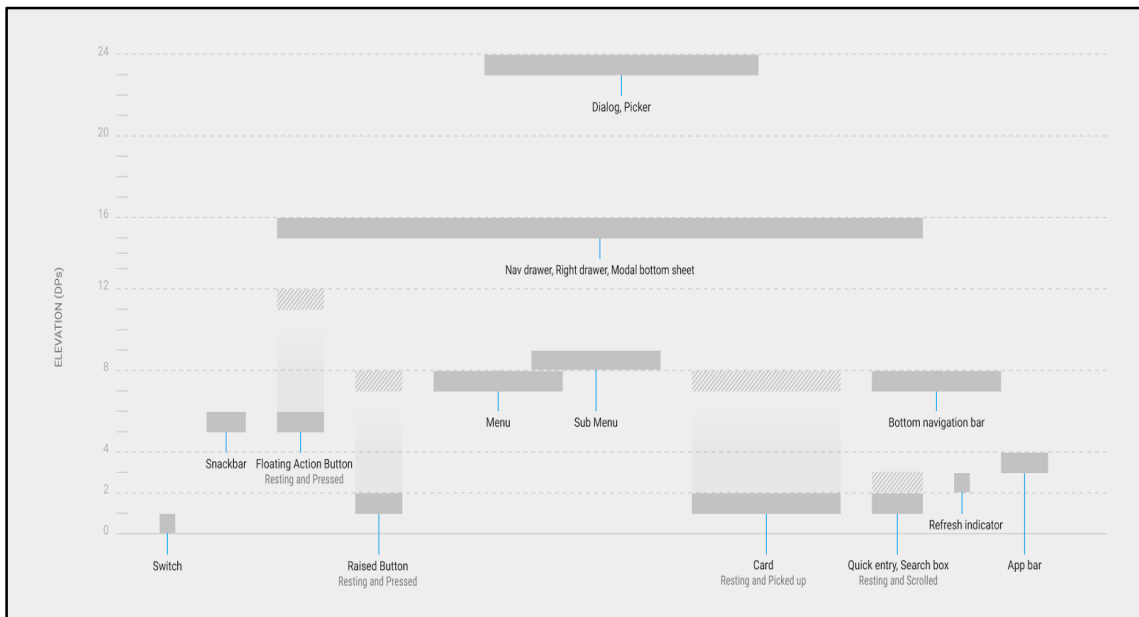 24
Dialog, Picker
20
16
Nav drawer, Right drawer, Modal bottom sheet
ELEVATION (DPs)
12
8
Menu
Sub Menu
Bottom navigation bar
4
Snackbar
Floating Action Button
Resting and Pressed
2
Refresh indicator
0
Switch
Raised Button
Resting and Pressed
Card
Resting and Picked up
Quick entry, Search box
Resting and Scrolled
App bar